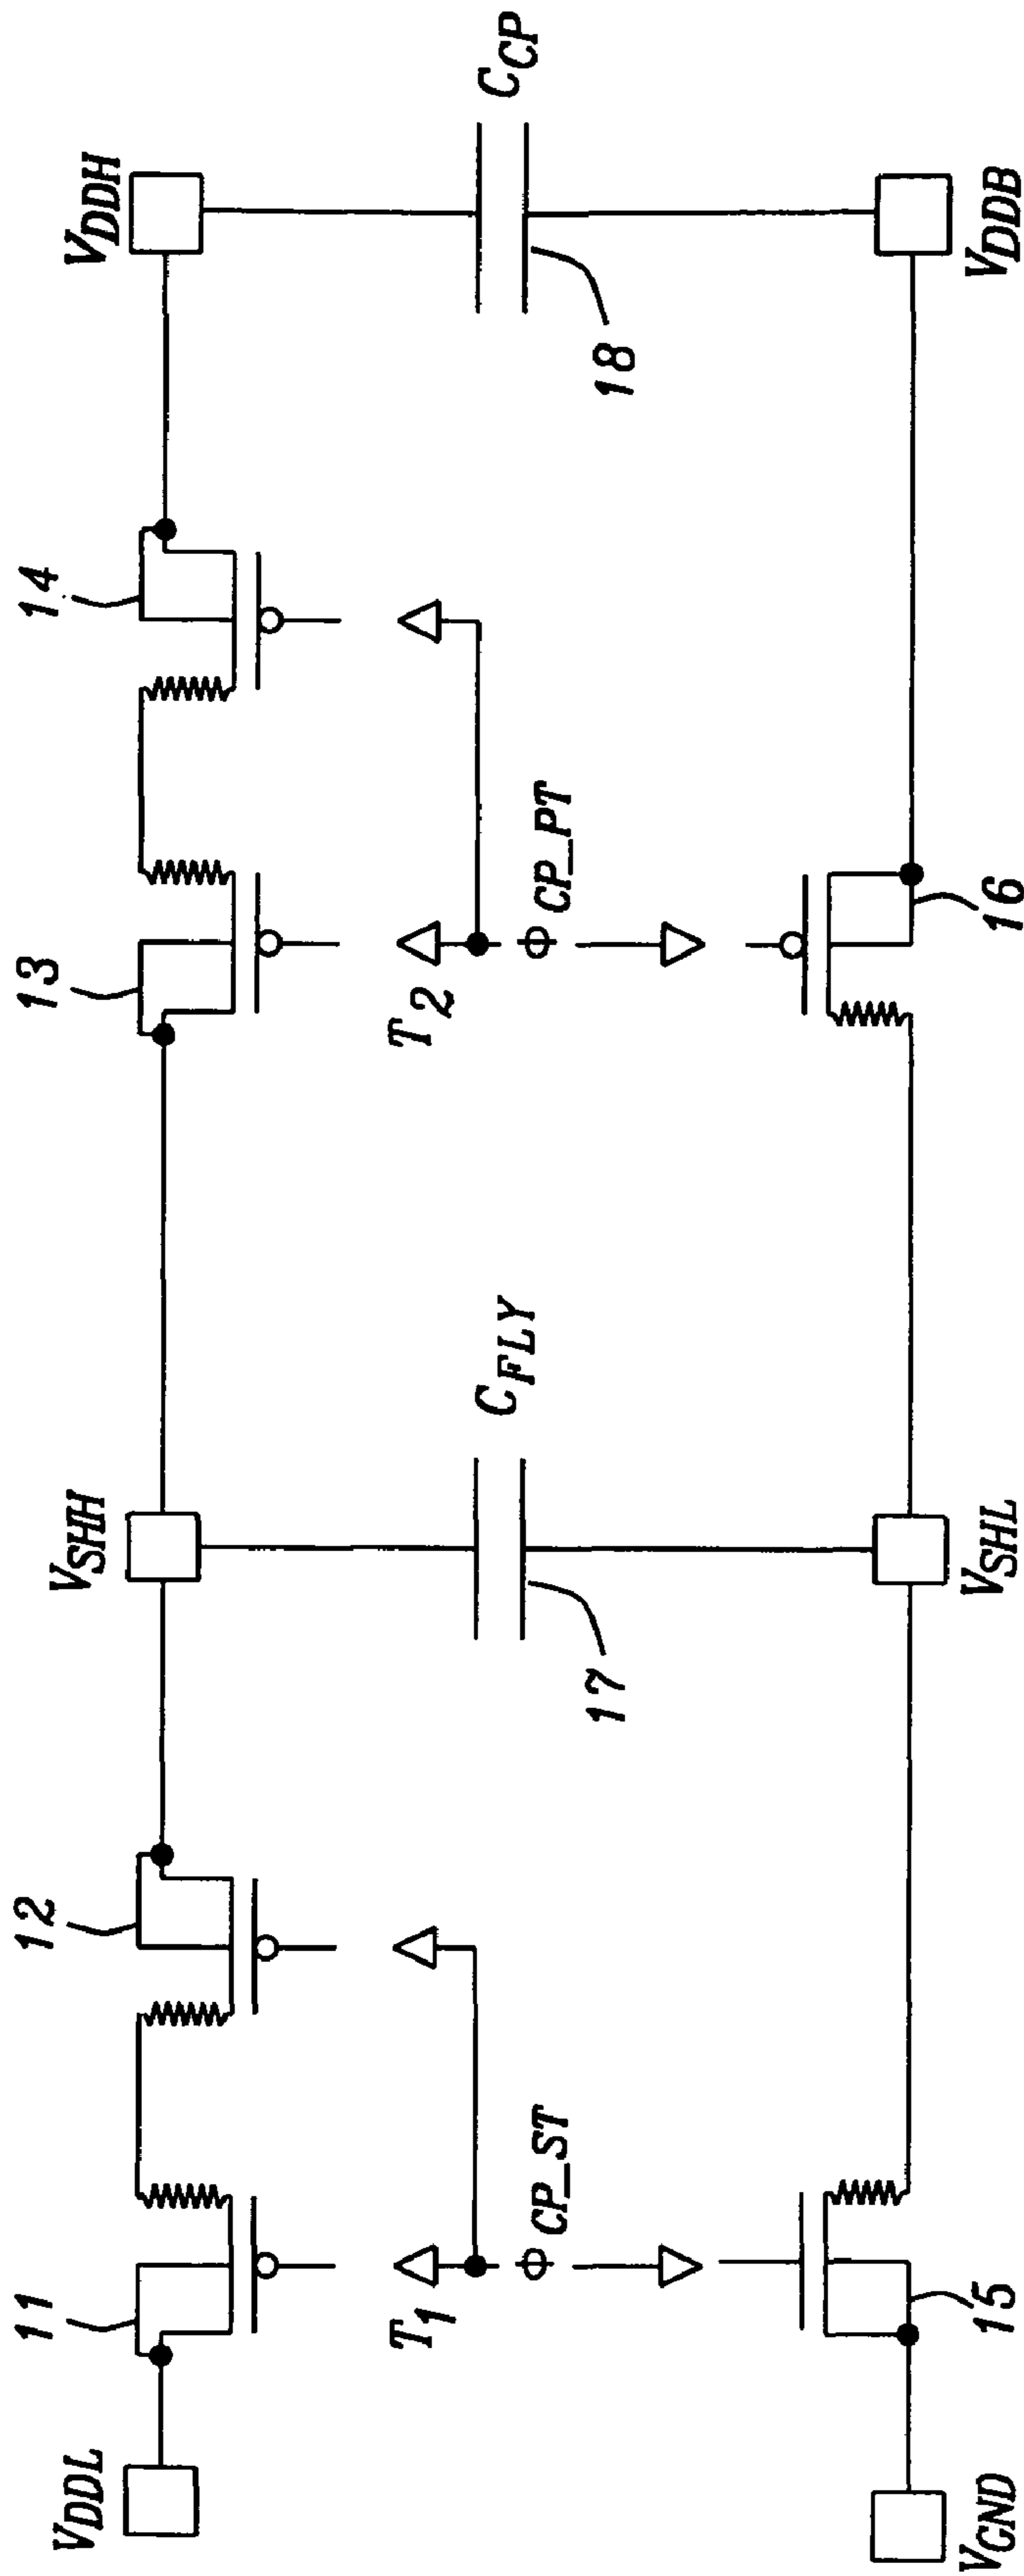 11
12
13
14
V_DDL
V_SHH
V_DDH
T_1
T_2
Φ_CP_ST
C_FLY
Φ_CP_PT
C_CP
17
18
15
16
V_GND
V_SHL
V_DDB